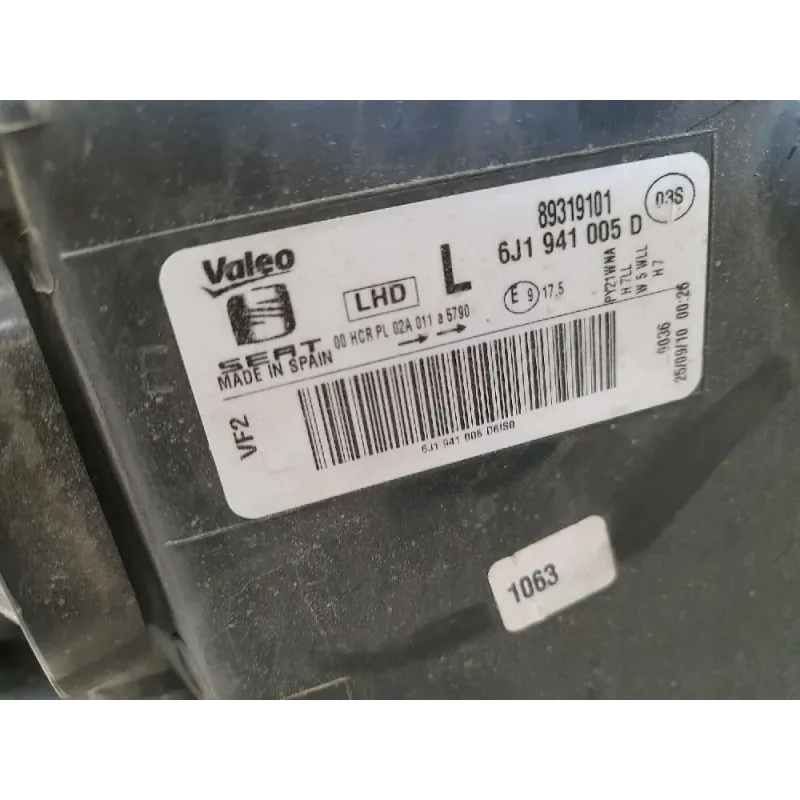 Valeo
SEAT
MADE IN SPAIN
LHD
L
89319101
6J1 941 005 D
03S
00 HCR PL 02A 011 a 5790
E 9 17,5
PY21WNA
H7LL
W 5 WLL
H 7
0036
25/09/10 00:26
VF2
6J1 941 005 D6IS0
1063